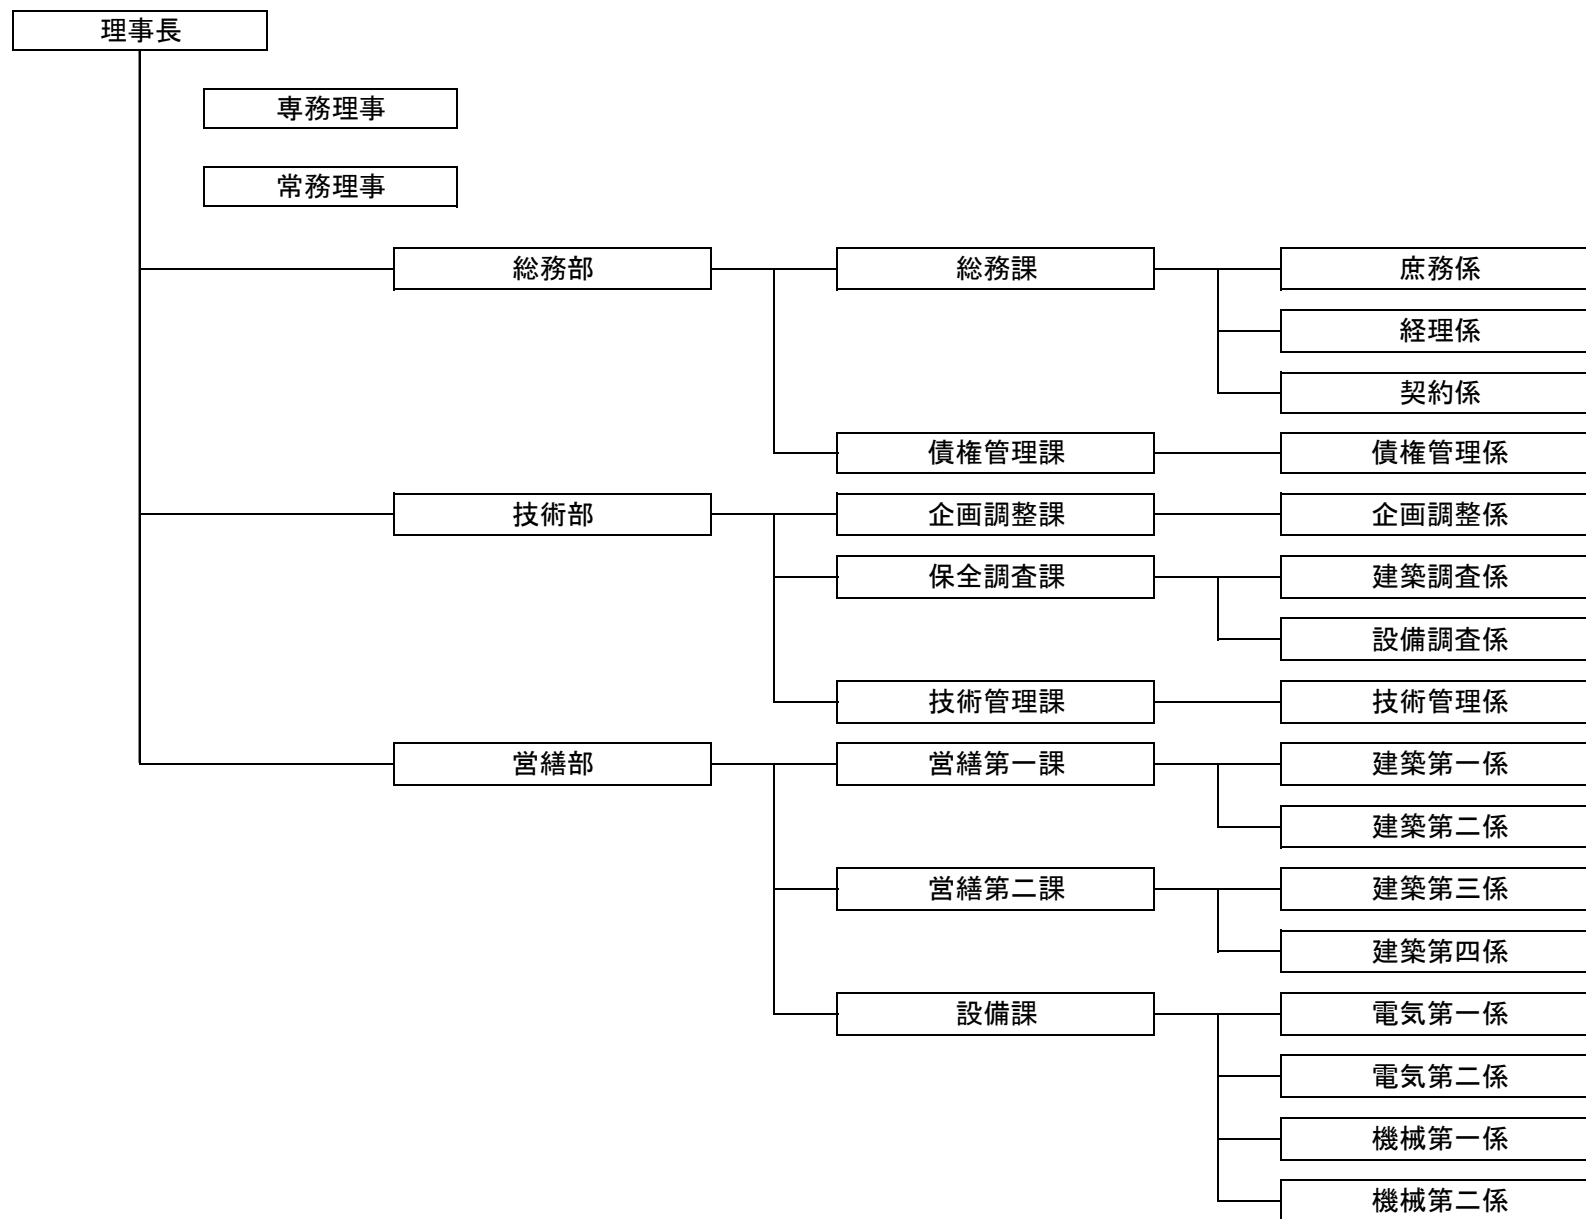 理事長
専務理事
常務理事
総務部
総務課
庶務係
経理係
契約係
債権管理課
債権管理係
技術部
企画調整課
企画調整係
保全調査課
建築調査係
設備調査係
技術管理課
技術管理係
営繕部
営繕第一課
建築第一係
建築第二係
営繕第二課
建築第三係
建築第四係
設備課
電気第一係
電気第二係
機械第一係
機械第二係